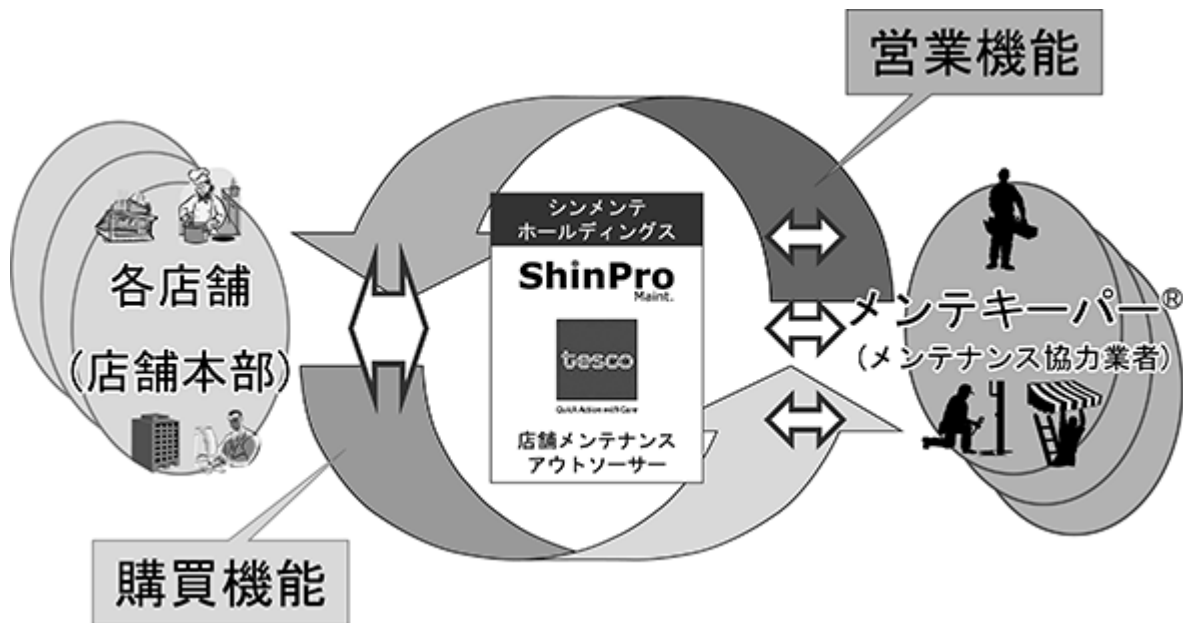 営業機能
シンメンテ
ホールディングス
ShinPro
Maint.
tesco
Quick Action with Care
店舗メンテナンス
アウトソーサー
各店舗
(店舗本部)
メンテキーパー®
(メンテナンス協力業者)
購買機能